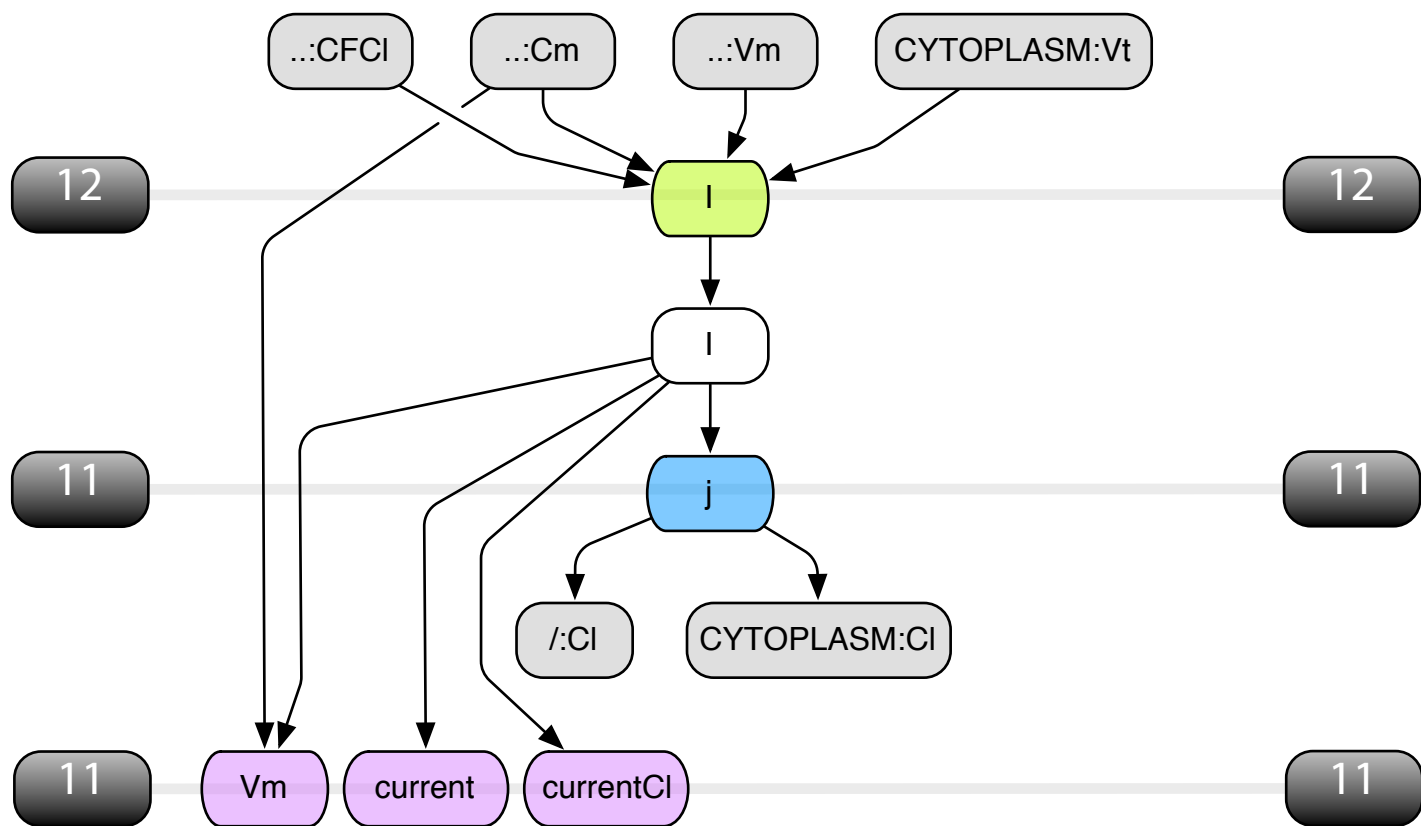 ..:CFCl
..:Cm
..:Vm
CYTOPLASM:Vt
12
I
12
I
11
j
11
/:Cl
CYTOPLASM:Cl
11
Vm
current
currentCl
11